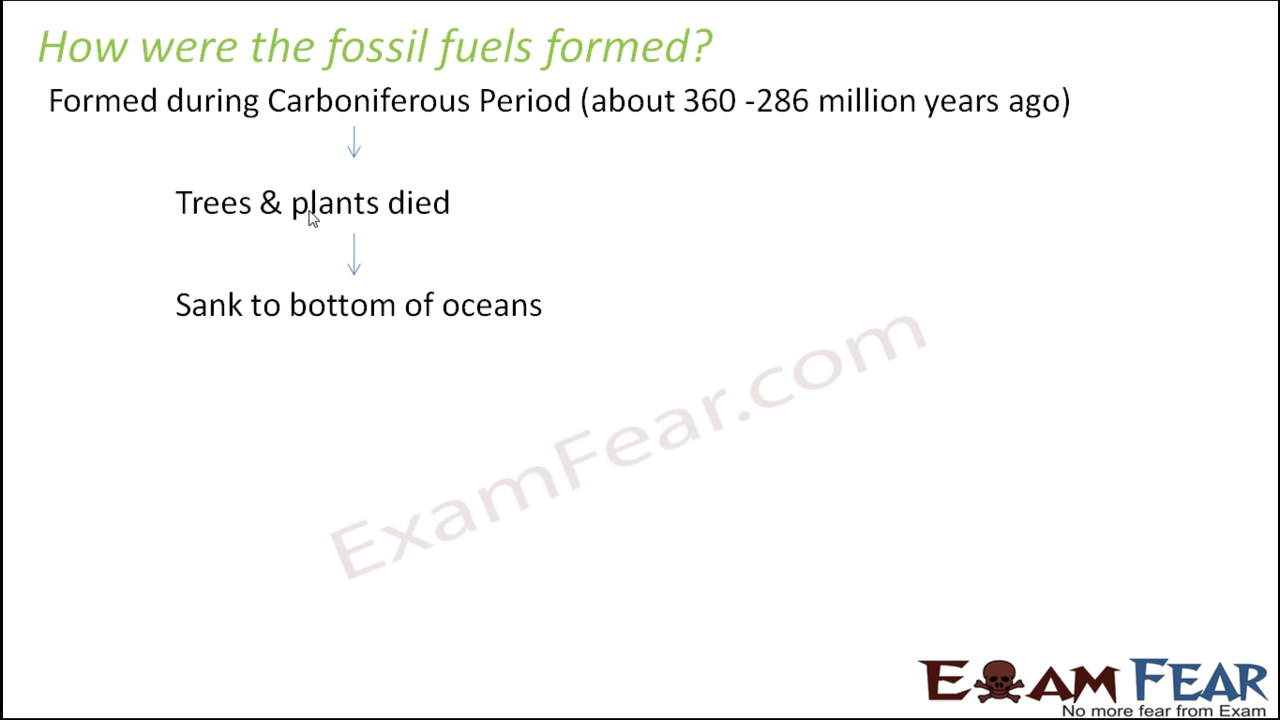 How were the fossil fuels formed?
Formed during Carboniferous Period (about 360 -286 million years ago)
Trees & plants died
Sank to bottom of oceans
ExamFear.com
EXAM FEAR
No more fear from Exam